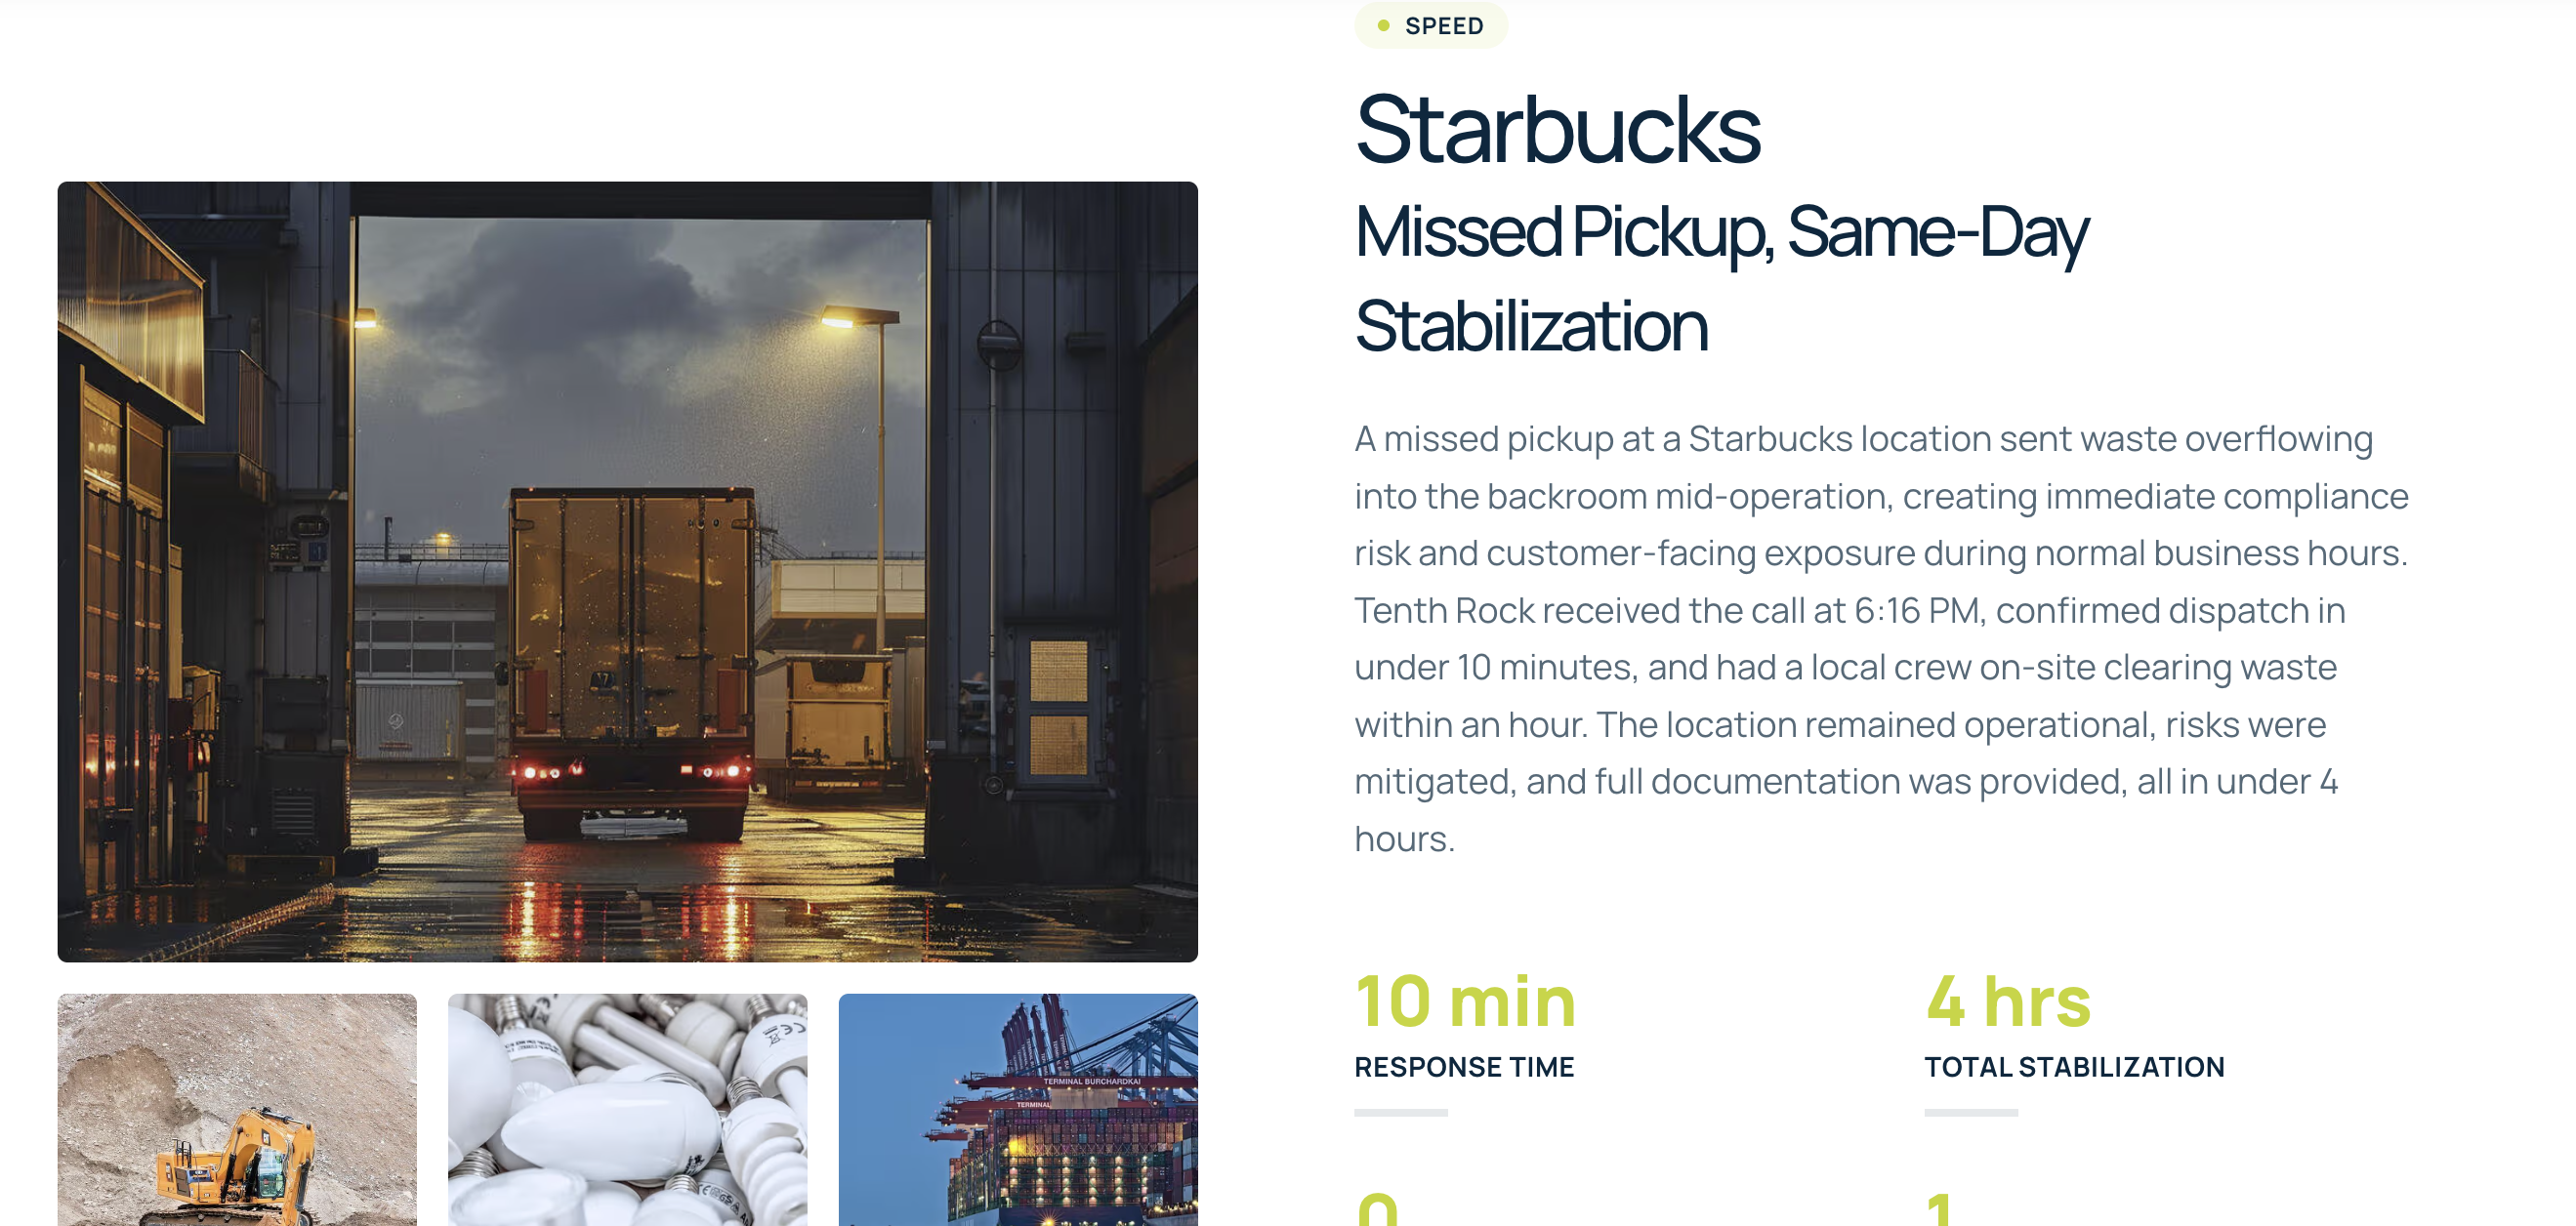 SPEED
Starbucks
Missed Pickup, Same-Day
Stabilization
A missed pickup at a Starbucks location sent waste overflowing
into the backroom mid-operation, creating immediate compliance
risk and customer-facing exposure during normal business hours.
Tenth Rock received the call at 6:16 PM, confirmed dispatch in
under 10 minutes, and had a local crew on-site clearing waste
within an hour. The location remained operational, risks were
mitigated, and full documentation was provided, all in under 4
hours.
10 min
RESPONSE TIME
4 hrs
TOTAL STABILIZATION
TERMINAL BURCHARDKAI
TERMINAL
CE
0
1